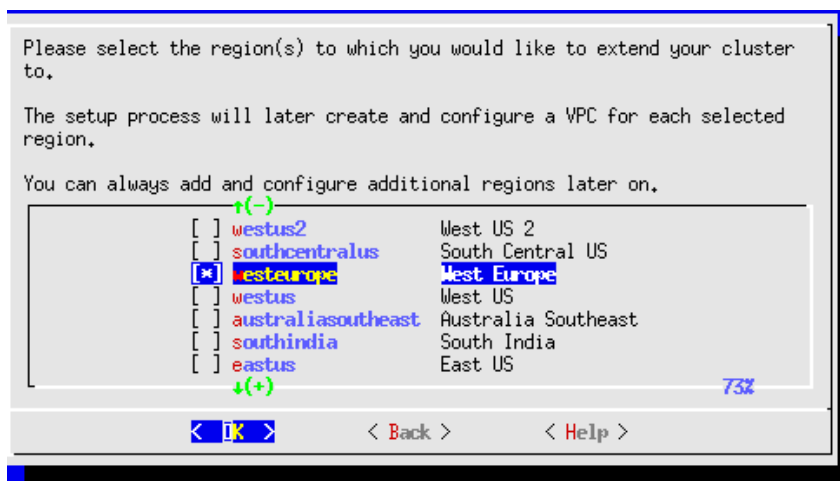 Please select the region(s) to which you would like to extend your cluster
to.
The setup process will later create and configure a VPC for each selected
region.
You can always add and configure additional regions later on.
↑(-)
[ ] westus2 West US 2
[ ] southcentralus South Central US
[*] westeurope West Europe
[ ] westus West US
[ ] australiasoutheast Australia Southeast
[ ] southindia South India
[ ] eastus East US
↓(+) 73%
< OK > < Back > < Help >